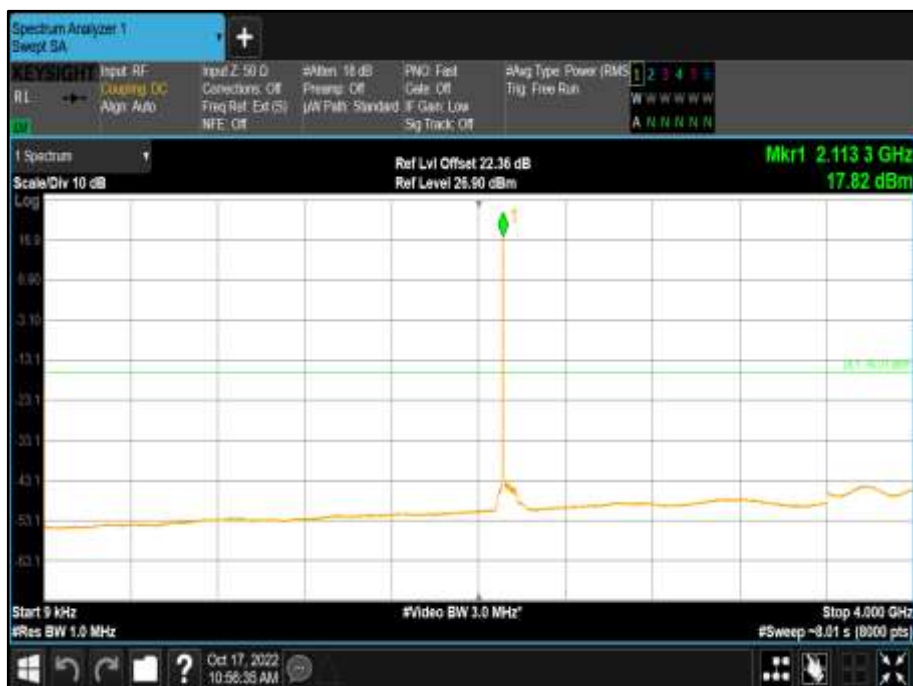 Spectrum Analyzer 1
Swept SA
+
KEYSIGHT
RL
Input: RF
Coupling: DC
Align: Auto
Input Z: 50 Ω
Corrections: Off
Freq Ref: Ext (S)
NFE: Off
#Atten: 18 dB
Preamp: Off
µW Path: Standard
PNO: Fast
Gate: Off
IF Gain: Low
Sig Track: Off
#Avg Type: Power (RMS
Trig: Free Run
1 2 3 4 5 6
W W W W W W
A N N N N N
1 Spectrum
Scale/Div 10 dB
Ref Lvl Offset 22.36 dB
Ref Level 26.90 dBm
Mkr1 2.113 3 GHz
17.82 dBm
Log
1
16.9
6.90
-3.10
-13.1
-23.1
-33.1
-43.1
-53.1
-63.1
Start 9 kHz
#Res BW 1.0 MHz
#Video BW 3.0 MHz*
Stop 4.000 GHz
#Sweep ~8.01 s (8000 pts)
?
Oct 17, 2022
10:56:35 AM